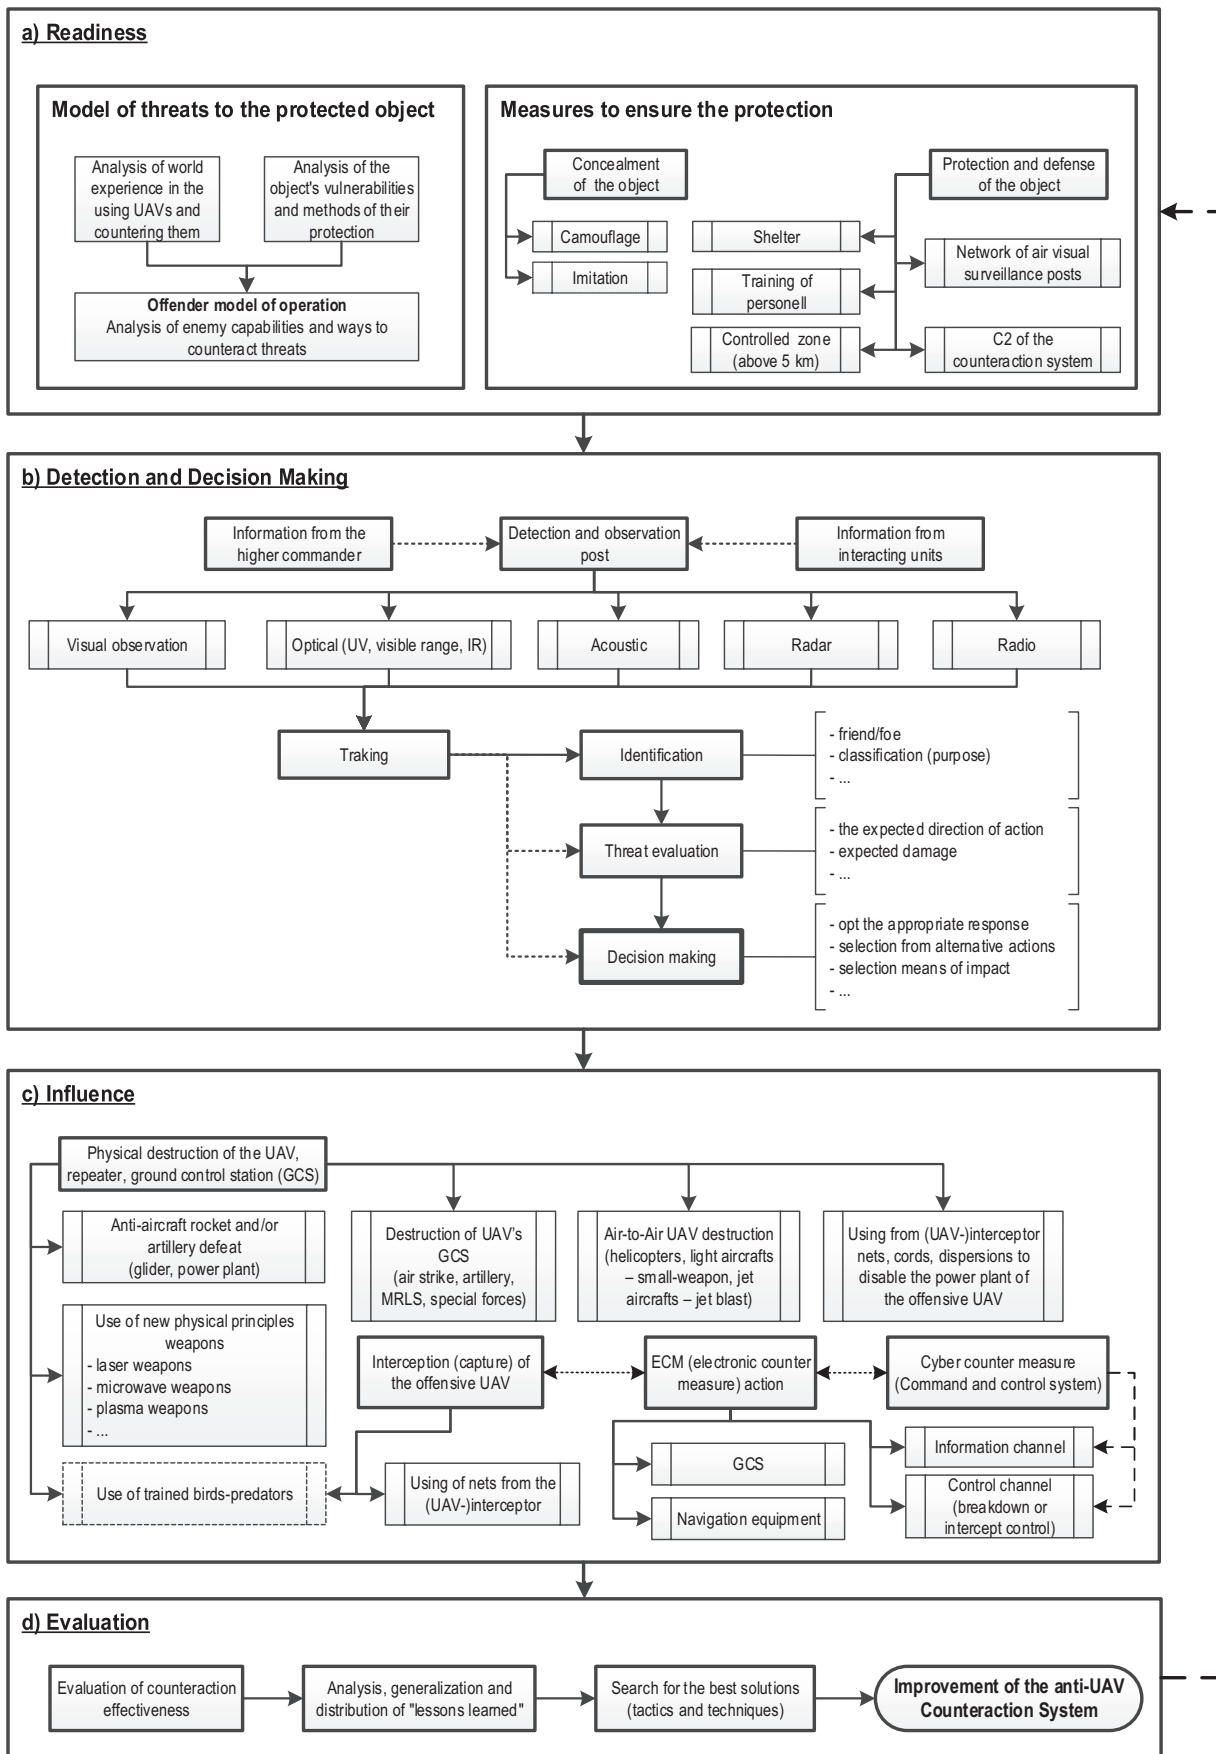 a) Readiness
Model of threats to the protected object
Analysis of world
experience in the
using UAVs and
countering them
Analysis of the
object's vulnerabilities
and methods of their
protection
Offender model of operation
Analysis of enemy capabilities and ways to
counteract threats
Measures to ensure the protection
Concealment
of the object
Camouflage
Imitation
Protection and defense
of the object
Shelter
Training of
personell
Controlled zone
(above 5 km)
Network of air visual
surveillance posts
C2 of the
counteraction system
b) Detection and Decision Making
Information from the
higher commander
Detection and observation
post
Information from
interacting units
Visual observation
Optical (UV, visible range, IR)
Acoustic
Radar
Radio
Traking
Identification
- friend/foe
- classification (purpose)
- ...
Threat evaluation
- the expected direction of action
- expected damage
- ...
Decision making
- opt the appropriate response
- selection from alternative actions
- selection means of impact
- ...
c) Influence
Physical destruction of the UAV,
repeater, ground control station (GCS)
Anti-aircraft rocket and/or
artillery defeat
(glider, power plant)
Destruction of UAV's
GCS
(air strike, artillery,
MRLS, special forces)
Air-to-Air UAV destruction
(helicopters, light aircrafts
– small-weapon, jet
aircrafts – jet blast)
Using from (UAV-)interceptor
nets, cords, dispersions to
disable the power plant of
the offensive UAV
Use of new physical principles
weapons
- laser weapons
- microwave weapons
- plasma weapons
- ...
Interception (capture) of
the offensive UAV
ECM (electronic counter
measure) action
Cyber counter measure
(Command and control system)
Use of trained birds-predators
Using of nets from the
(UAV-)interceptor
GCS
Navigation equipment
Information channel
Control channel
(breakdown or
intercept control)
d) Evaluation
Evaluation of counteraction
effectiveness
Analysis, generalization and
distribution of "lessons learned"
Search for the best solutions
(tactics and techniques)
Improvement of the anti-UAV
Counteraction System